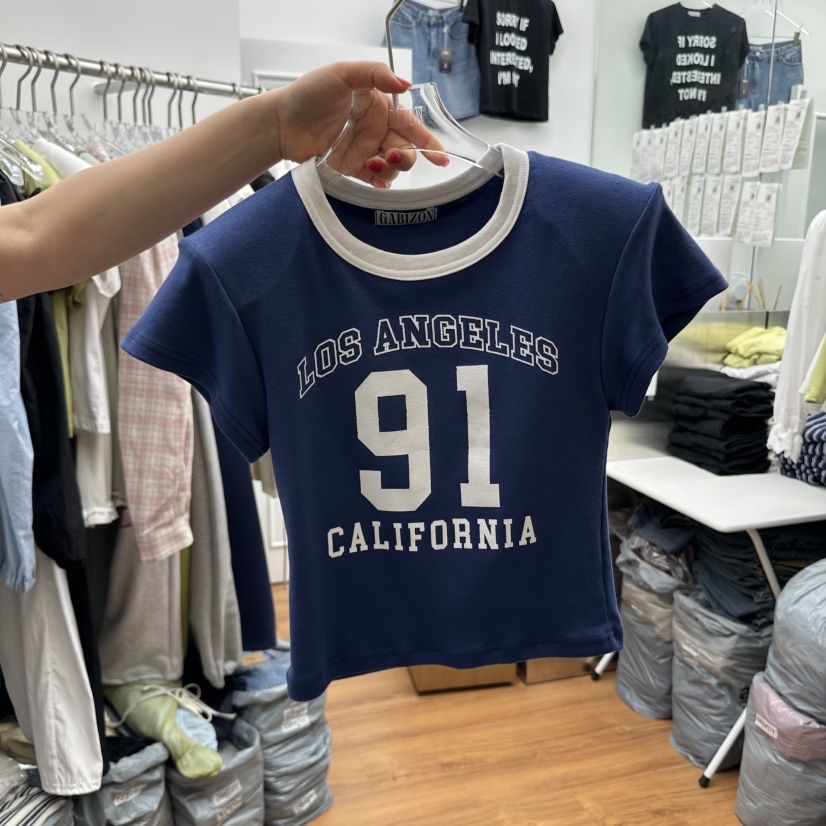 SORRY IF
I LOOKED
INTERESTED,
I'M NOT
SORRY IF
I LOOKED
INTERESTED,
I'M NOT
GABIZON
LOS ANGELES
91
CALIFORNIA